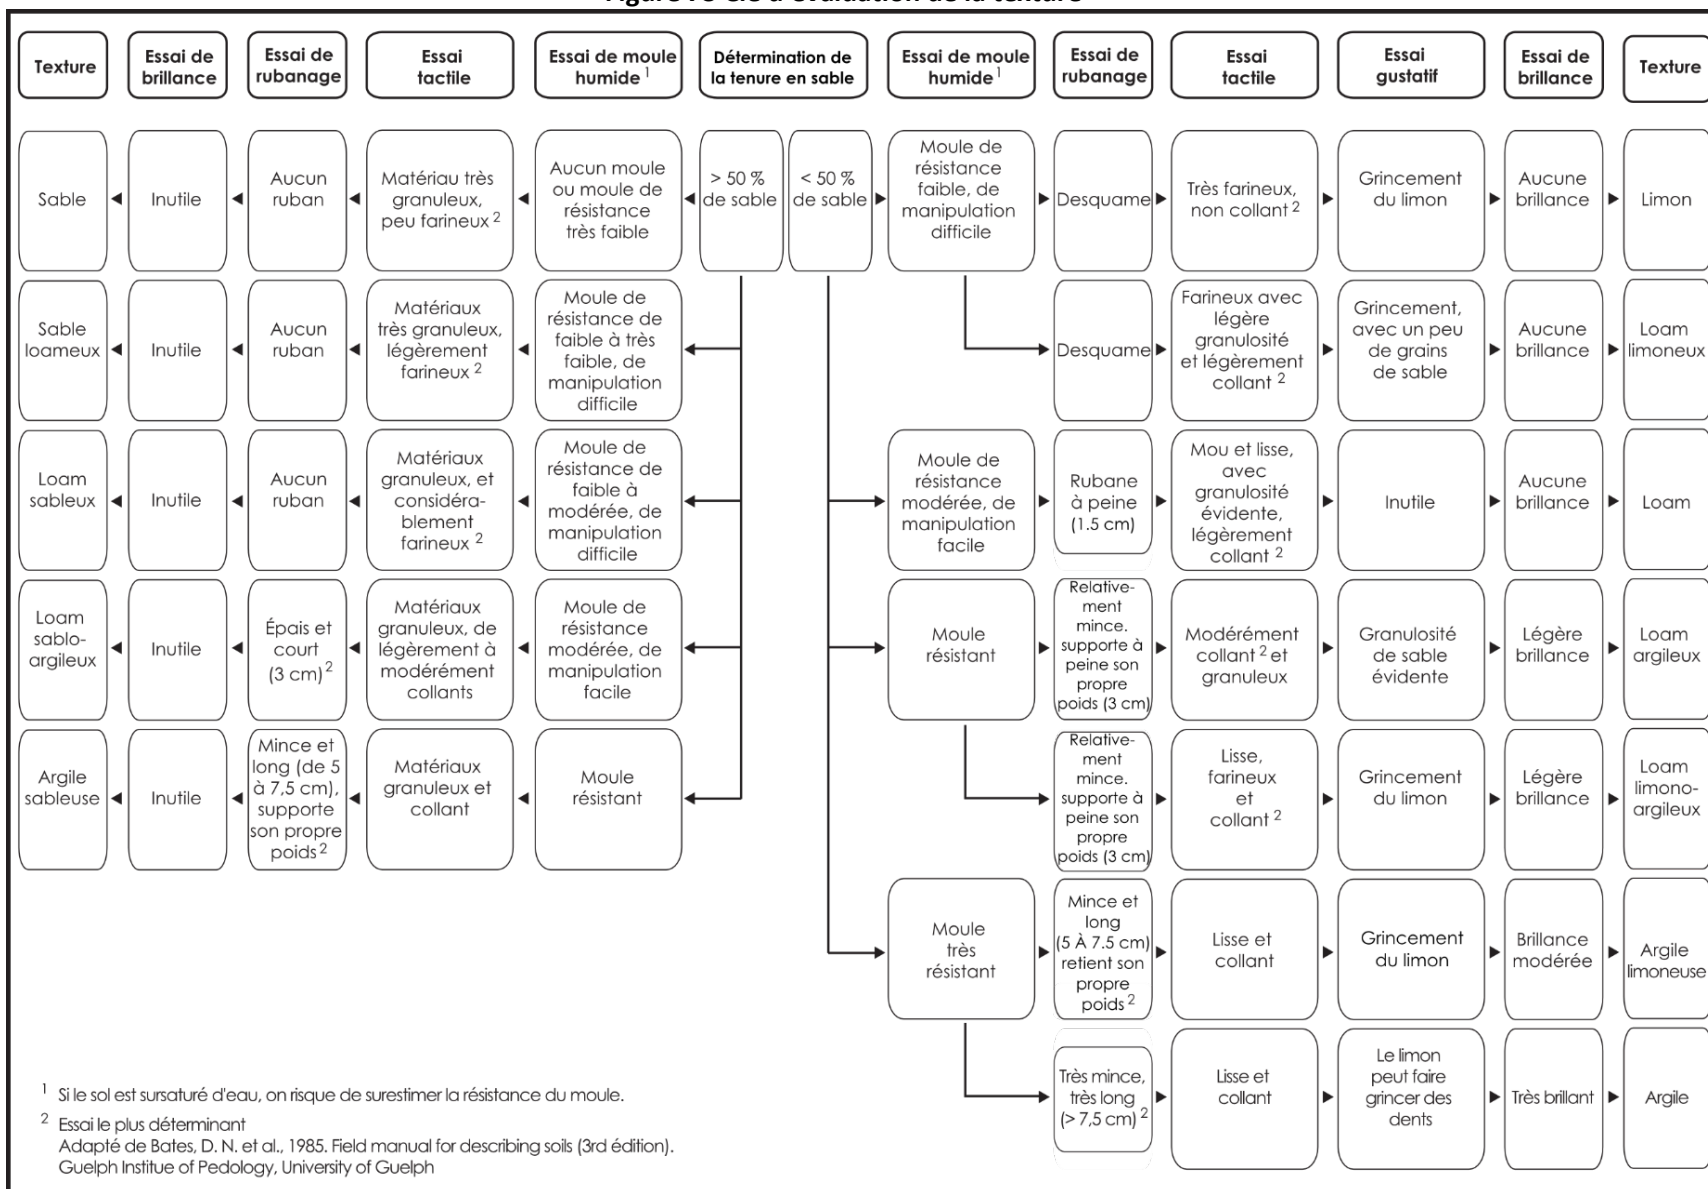 Figure Clé d'évaluation de la texture
Texture
Essai de
brillance
Essai de
rubanage
Essai
tactile
Essai de moule
humide 1
Détermination de
la tenure en sable
Essai de moule
humide 1
Essai de
rubanage
Essai
tactile
Essai
gustatif
Essai de
brillance
Texture
Sable
Inutile
Aucun
ruban
Matériau très
granuleux,
peu farineux 2
Aucun moule
ou moule de
résistance
très faible
> 50 %
de sable
< 50 %
de sable
Moule de
résistance
faible, de
manipulation
difficile
Desquame
Très farineux,
non collant 2
Grincement
du limon
Aucune
brillance
Limon
Sable
loameux
Inutile
Aucun
ruban
Matériaux
très granuleux,
légèrement
farineux 2
Moule de
résistance de
faible à très
faible, de
manipulation
difficile
Desquame
Farineux avec
légère
granulosité
et légèrement
collant 2
Grincement,
avec un peu
de grains
de sable
Aucune
brillance
Loam
limoneux
Loam
sableux
Inutile
Aucun
ruban
Matériaux
granuleux, et
considéra-
blement
farineux 2
Moule de
résistance de
faible à
modérée, de
manipulation
difficile
Moule de
résistance
modérée, de
manipulation
facile
Rubane
à peine
(1.5 cm)
Mou et lisse,
avec
granulosité
évidente,
légèrement
collant 2
Inutile
Aucune
brillance
Loam
Loam
sablo-
argileux
Inutile
Épais et
court
(3 cm) 2
Matériaux
granuleux, de
légèrement à
modérément
collants
Moule de
résistance
modérée, de
manipulation
facile
Moule
résistant
Relative-
ment
mince.
supporte à
peine son
propre
poids (3 cm)
Modérément
collant 2 et
granuleux
Granulosité
de sable
évidente
Légère
brillance
Loam
argileux
Argile
sableuse
Inutile
Mince et
long (de 5
à 7,5 cm),
supporte
son propre
poids 2
Matériaux
granuleux et
collant
Moule
résistant
Relative-
ment
mince.
supporte à
peine son
propre
poids (3 cm)
Lisse,
farineux
et
collant 2
Grincement
du limon
Légère
brillance
Loam
limono-
argileux
Moule
très
résistant
Mince et
long
(5 À 7.5 cm)
retient son
propre
poids 2
Lisse et
collant
Grincement
du limon
Brillance
modérée
Argile
limoneuse
Très mince,
très long
(> 7,5 cm) 2
Lisse et
collant
Le limon
peut faire
grincer des
dents
Très brillant
Argile
1 Si le sol est sursaturé d'eau, on risque de surestimer la résistance du moule.
2 Essai le plus déterminant
Adapté de Bates, D. N. et al., 1985. Field manual for describing soils (3rd édition).
Guelph Institue of Pedology, University of Guelph